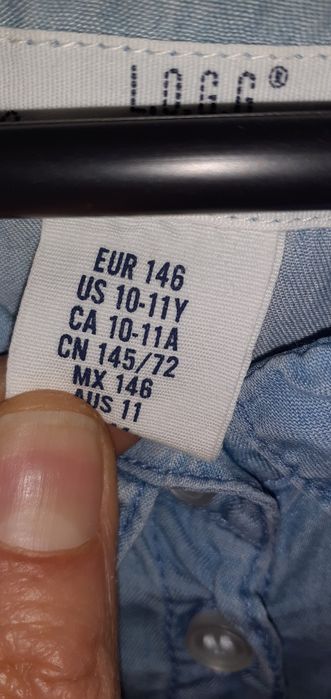 L.O.G.G®
EUR 146
US 10-11Y
CA 10-11A
CN 145/72
MX 146
AUS 11